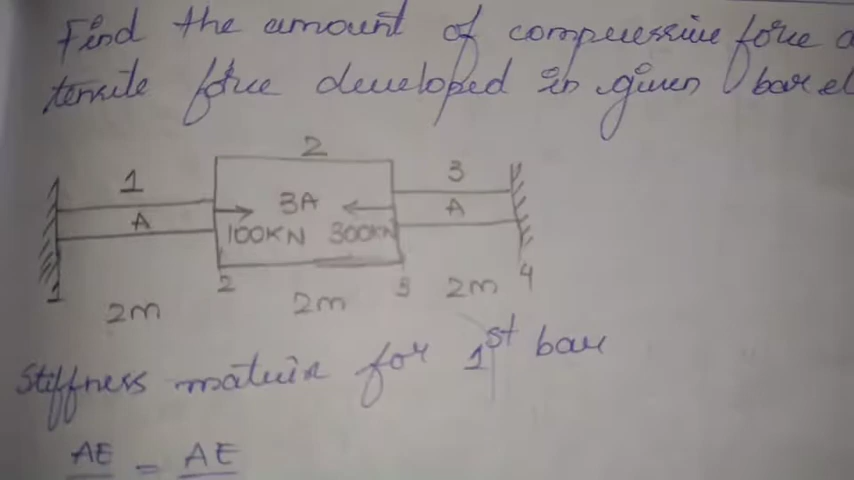 Find the amount of compressive force
tensile force developed in given bar
1 2 3
A 3A A
100KN 300KN
1 2 3 4
2m 2m 2m
Stiffness matrix for 1st bar
AE = AE